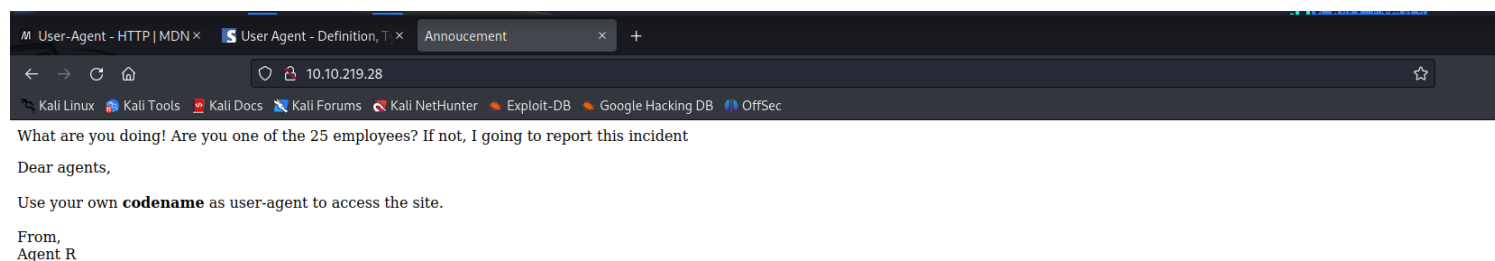 User-Agent - HTTP | MDN
User Agent - Definition, Ty
Annoucement
10.10.219.28
Kali Linux Kali Tools Kali Docs Kali Forums Kali NetHunter Exploit-DB Google Hacking DB OffSec
What are you doing! Are you one of the 25 employees? If not, I going to report this incident
Dear agents,
Use your own codename as user-agent to access the site.
From,
Agent R